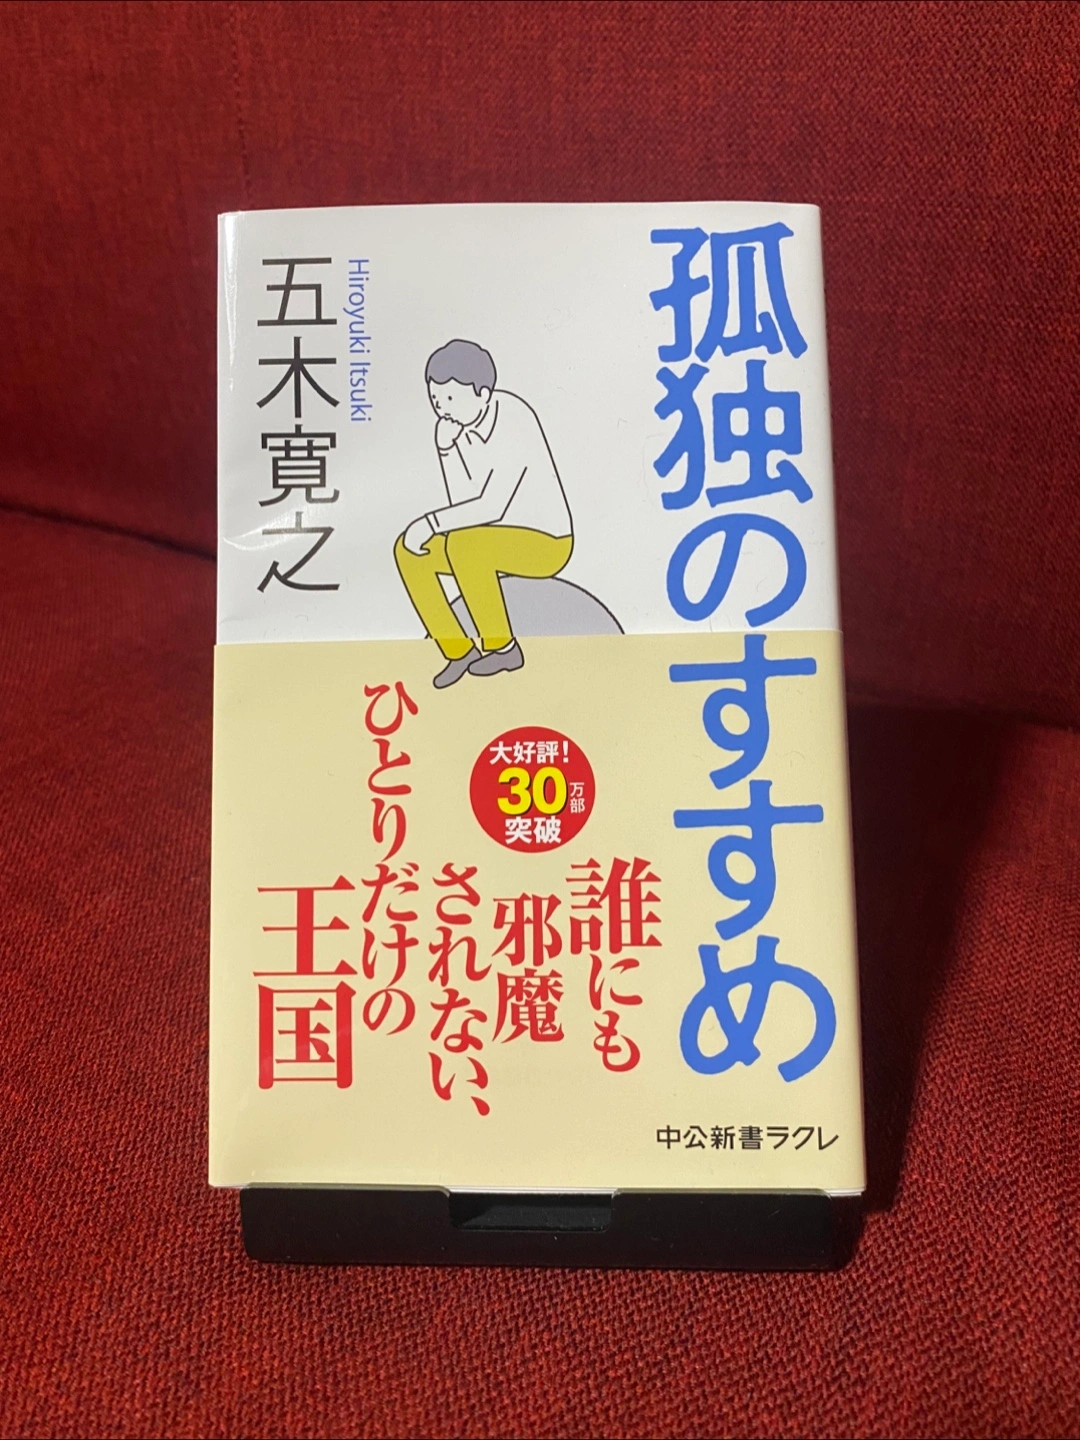 孤独のすすめ
五木寛之
Hiroyuki Itsuki
大好評!
30万部
突破
誰にも
邪魔
されない、
ひとりだけの
王国
中公新書ラクレ